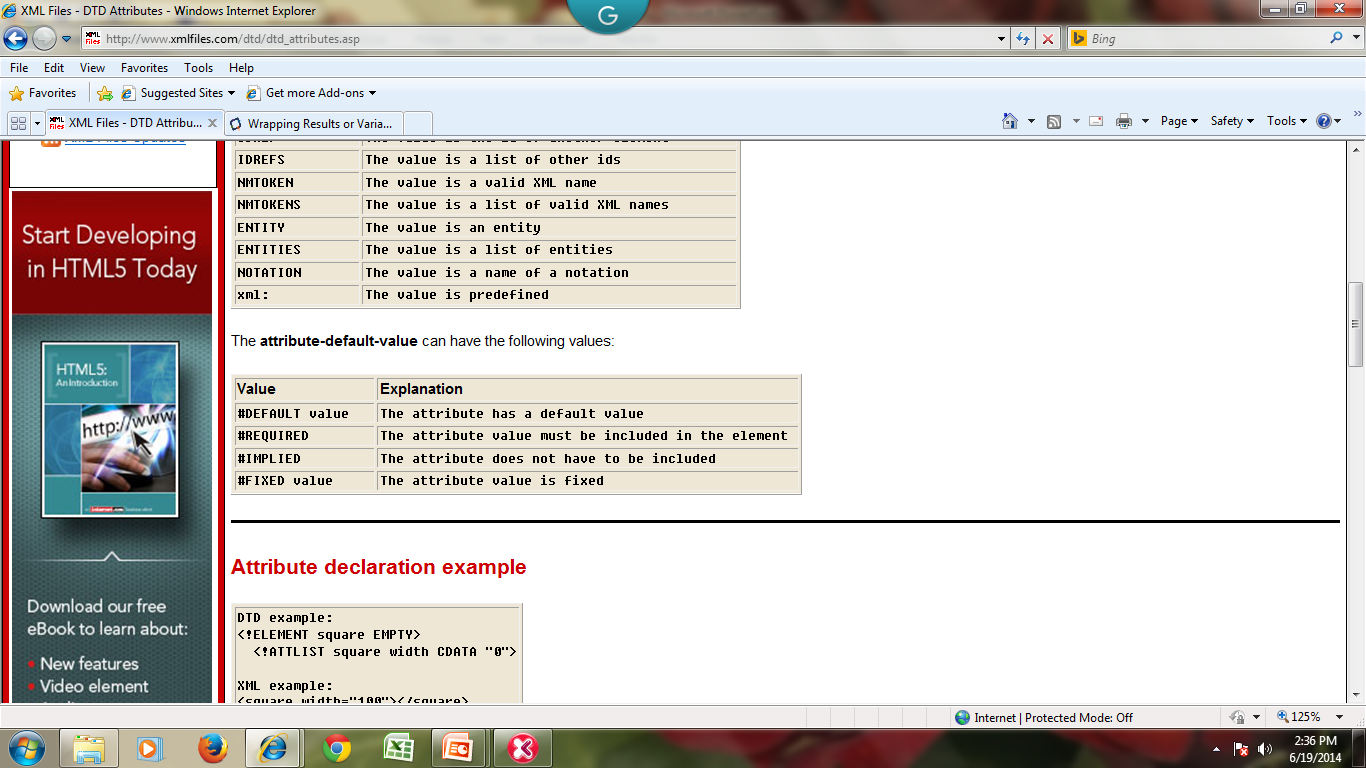 XML Files - DTD Attributes - Windows Internet Explorer
G
http://www.xmlfiles.com/dtd/dtd_attributes.asp
Bing
File Edit View Favorites Tools Help
Favorites Suggested Sites Get more Add-ons
XML Files - DTD Attribu... Wrapping Results or Varia... Page Safety Tools
IDREFS The value is a list of other ids
NMTOKEN The value is a valid XML name
NMTOKENS The value is a list of valid XML names
ENTITY The value is an entity
ENTITIES The value is a list of entities
NOTATION The value is a name of a notation
xml: The value is predefined
Start Developing
in HTML5 Today
HTML5:
An Introduction
http://www
The attribute-default-value can have the following values:
Value Explanation
#DEFAULT value The attribute has a default value
#REQUIRED The attribute value must be included in the element
#IMPLIED The attribute does not have to be included
#FIXED value The attribute value is fixed
Attribute declaration example
DTD example:
<!ELEMENT square EMPTY>
<!ATTLIST square width CDATA "0">
XML example:
<square width="100"></square>
Download our free
eBook to learn about:
New features
Video element
Internet | Protected Mode: Off 125%
2:36 PM
6/19/2014